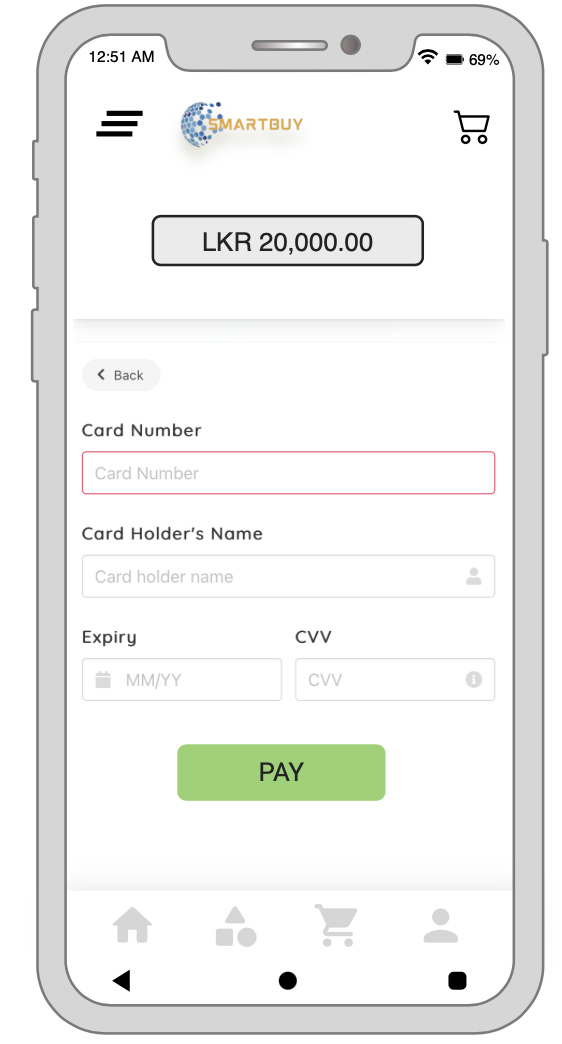 12:51 AM
69%
SMARTBUY
LKR 20,000.00
Back
Card Number
Card Number
Card Holder's Name
Card holder name
Expiry
CVV
MM/YY
CVV
PAY